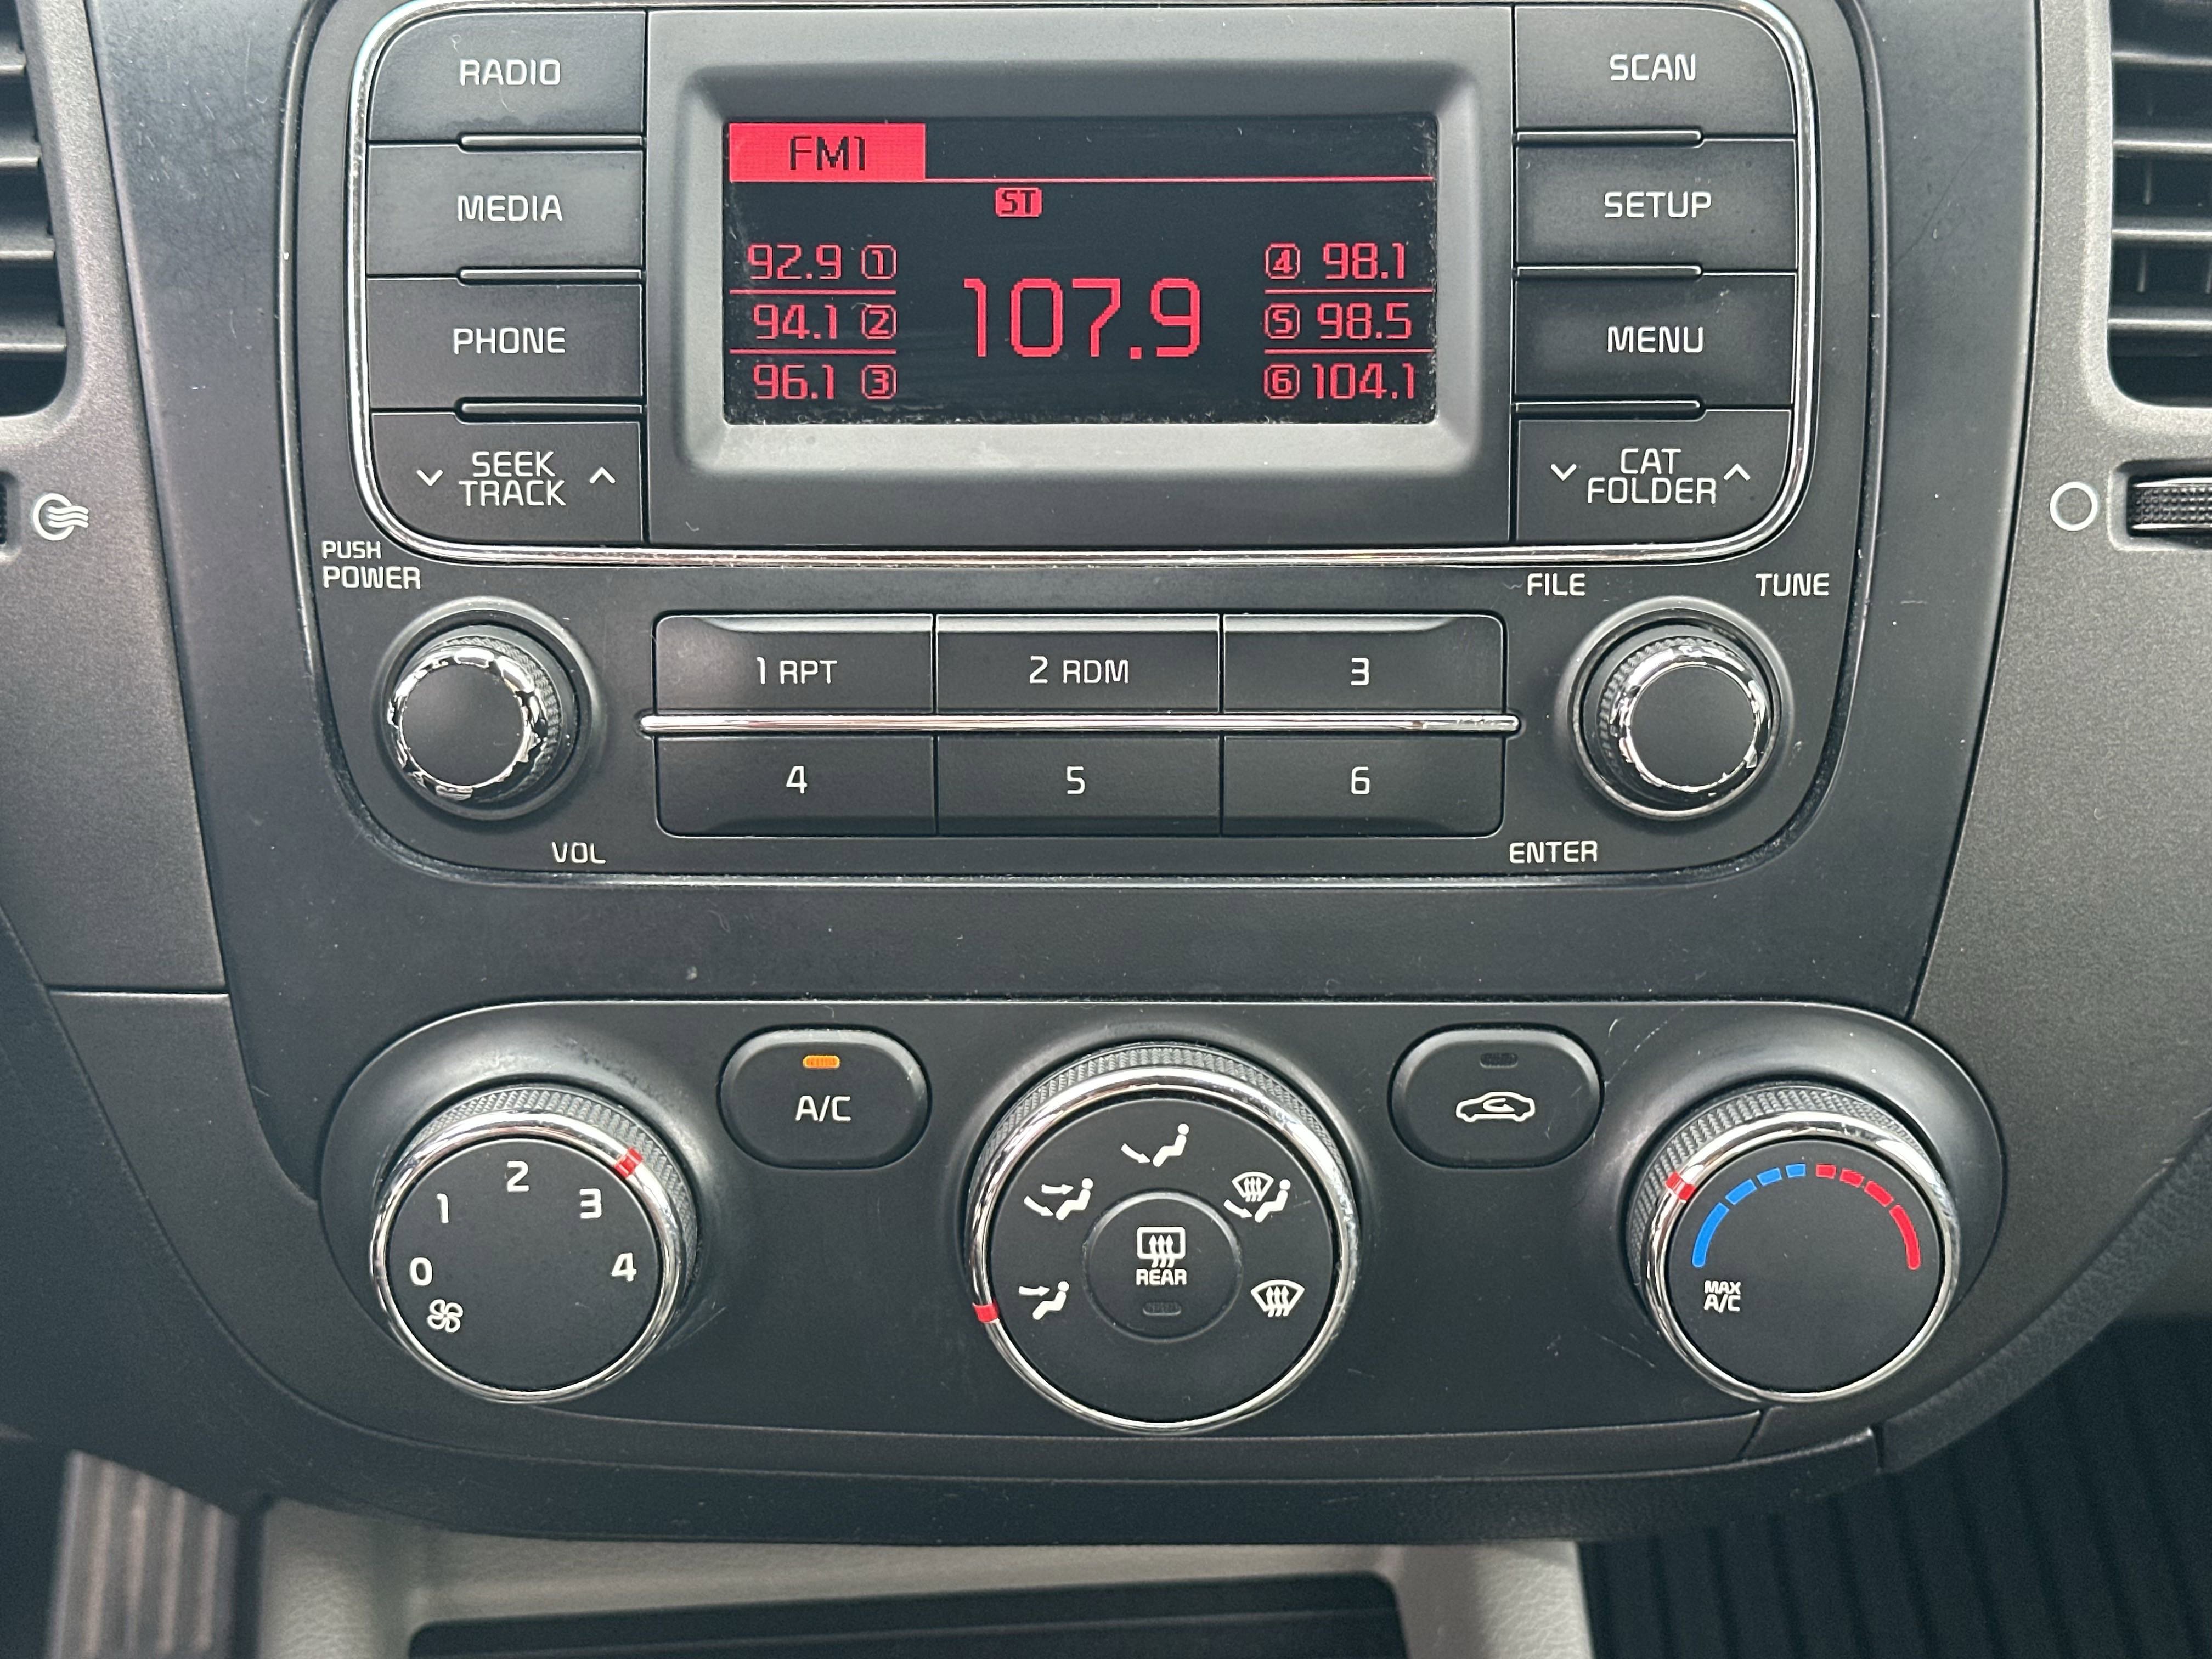 RADIO
SCAN
MEDIA
SETUP
PHONE
MENU
SEEK
TRACK
CAT
FOLDER
FM1
ST
92.9 1
94.1 2
96.1 3
107.9
4 98.1
5 98.5
6 104.1
PUSH
POWER
VOL
1 RPT
2 RDM
3
4
5
6
FILE
TUNE
ENTER
0
1
2
3
4
A/C
REAR
MAX
A/C